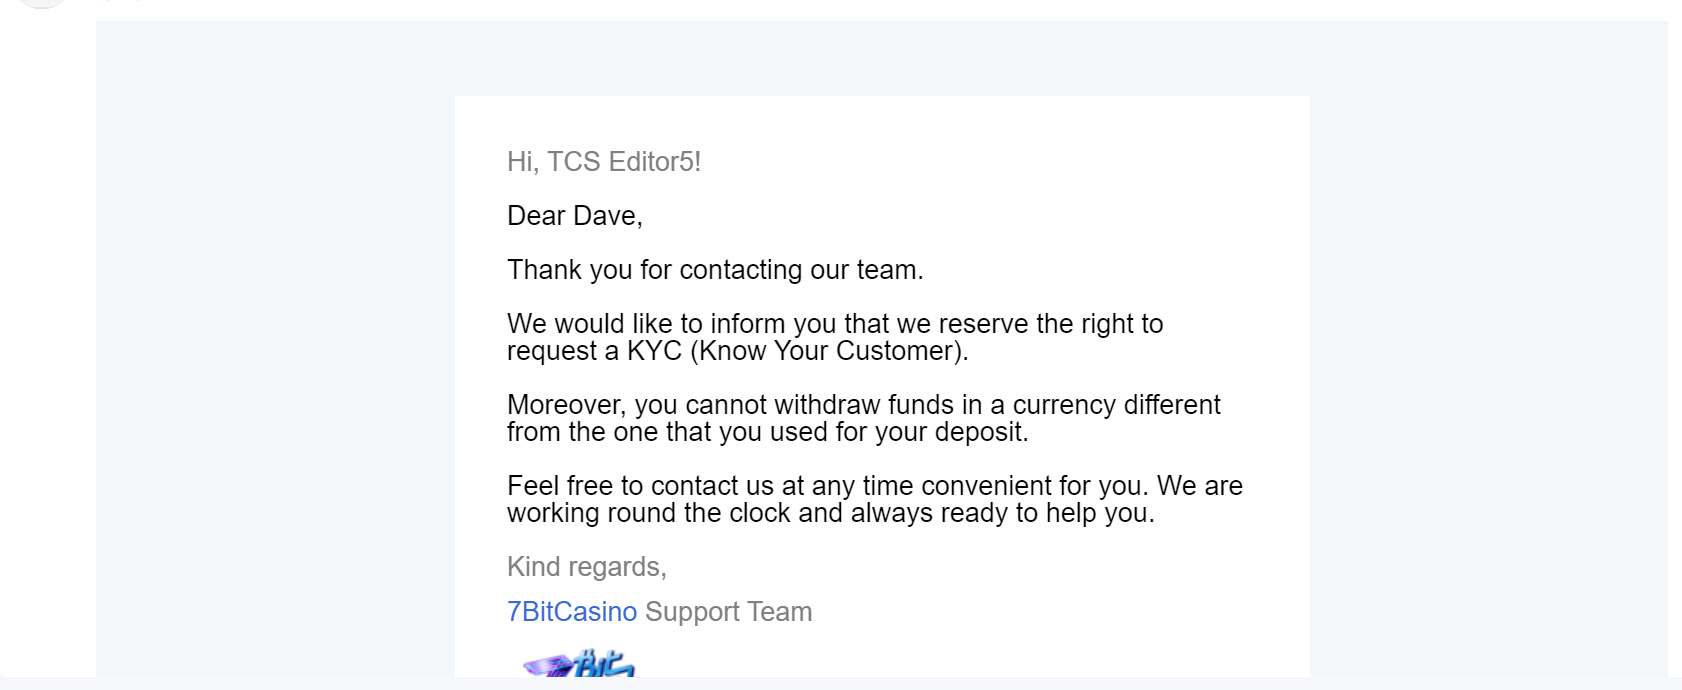 Hi, TCS Editor5!
Dear Dave,
Thank you for contacting our team.
We would like to inform you that we reserve the right to
request a KYC (Know Your Customer).
Moreover, you cannot withdraw funds in a currency different
from the one that you used for your deposit.
Feel free to contact us at any time convenient for you. We are
working round the clock and always ready to help you.
Kind regards,
7BitCasino Support Team
7Bit